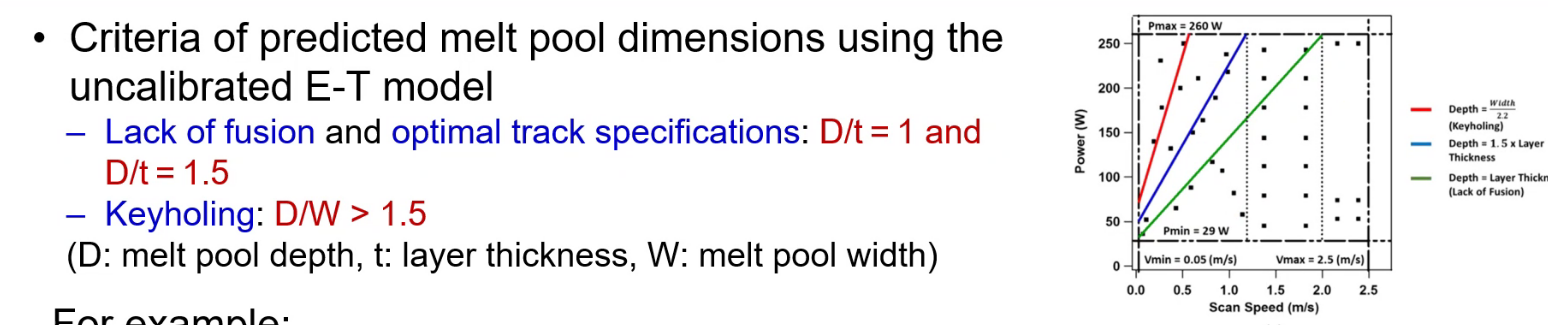 • Criteria of predicted melt pool dimensions using the
uncalibrated E-T model
– Lack of fusion and optimal track specifications: D/t = 1 and
D/t = 1.5
– Keyholing: D/W > 1.5
(D: melt pool depth, t: layer thickness, W: melt pool width)
For example:
Pmax = 260 W
250
200
150
100
50
0
Power (W)
Pmin = 29 W
Vmin = 0.05 (m/s)
Vmax = 2.5 (m/s)
0.0 0.5 1.0 1.5 2.0 2.5
Scan Speed (m/s)
Depth = Width/2.2
(Keyholing)
Depth = 1.5 x Layer
Thickness
Depth = Layer Thickn
(Lack of Fusion)